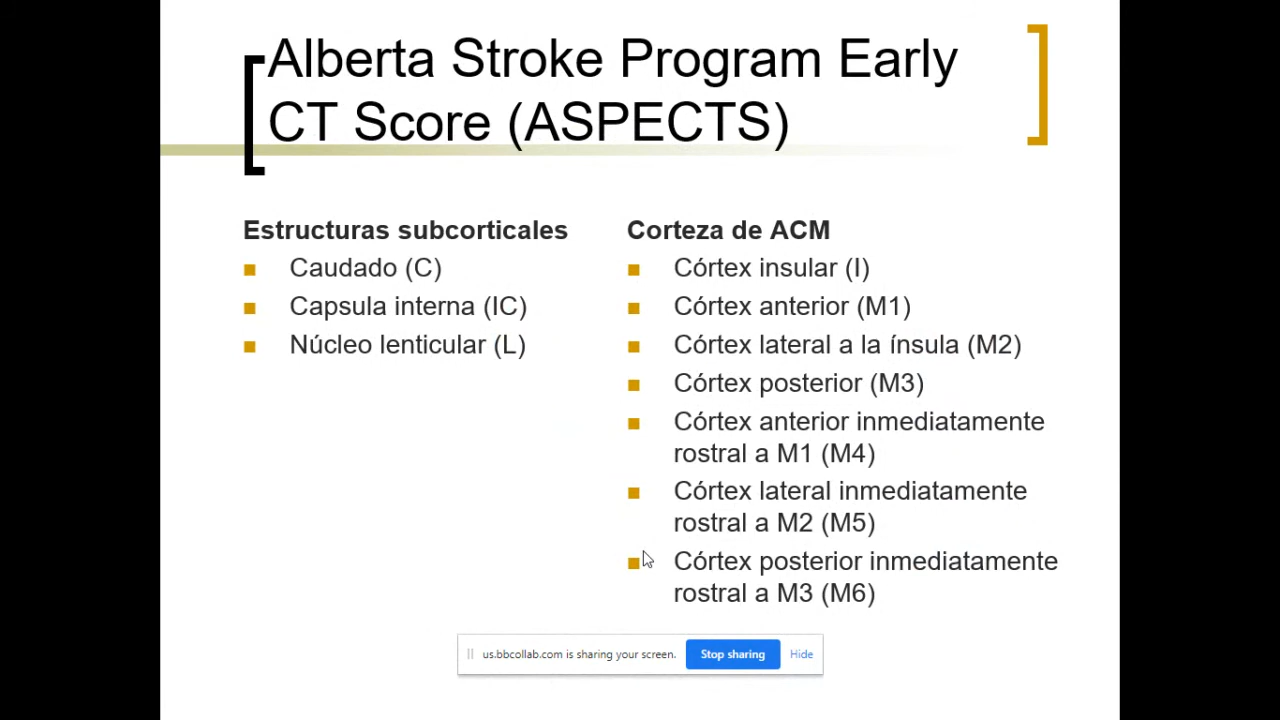 Alberta Stroke Program Early
CT Score (ASPECTS)
Estructuras subcorticales
Caudado (C)
Capsula interna (IC)
Núcleo lenticular (L)
Corteza de ACM
Córtex insular (I)
Córtex anterior (M1)
Córtex lateral a la ínsula (M2)
Córtex posterior (M3)
Córtex anterior inmediatamente
rostral a M1 (M4)
Córtex lateral inmediatamente
rostral a M2 (M5)
Córtex posterior inmediatamente
rostral a M3 (M6)
us.bbcollab.com is sharing your screen. Stop sharing Hide